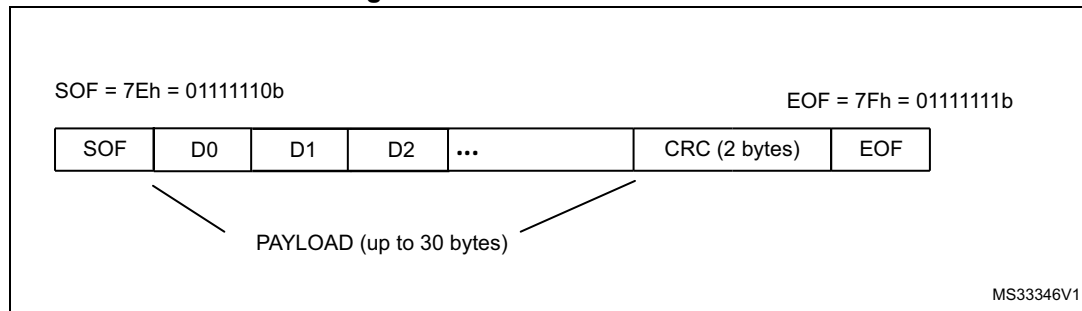 SOF = 7Eh = 01111110b
EOF = 7Fh = 01111111b
SOF D0 D1 D2 ... CRC (2 bytes) EOF
PAYLOAD (up to 30 bytes)
MS33346V1